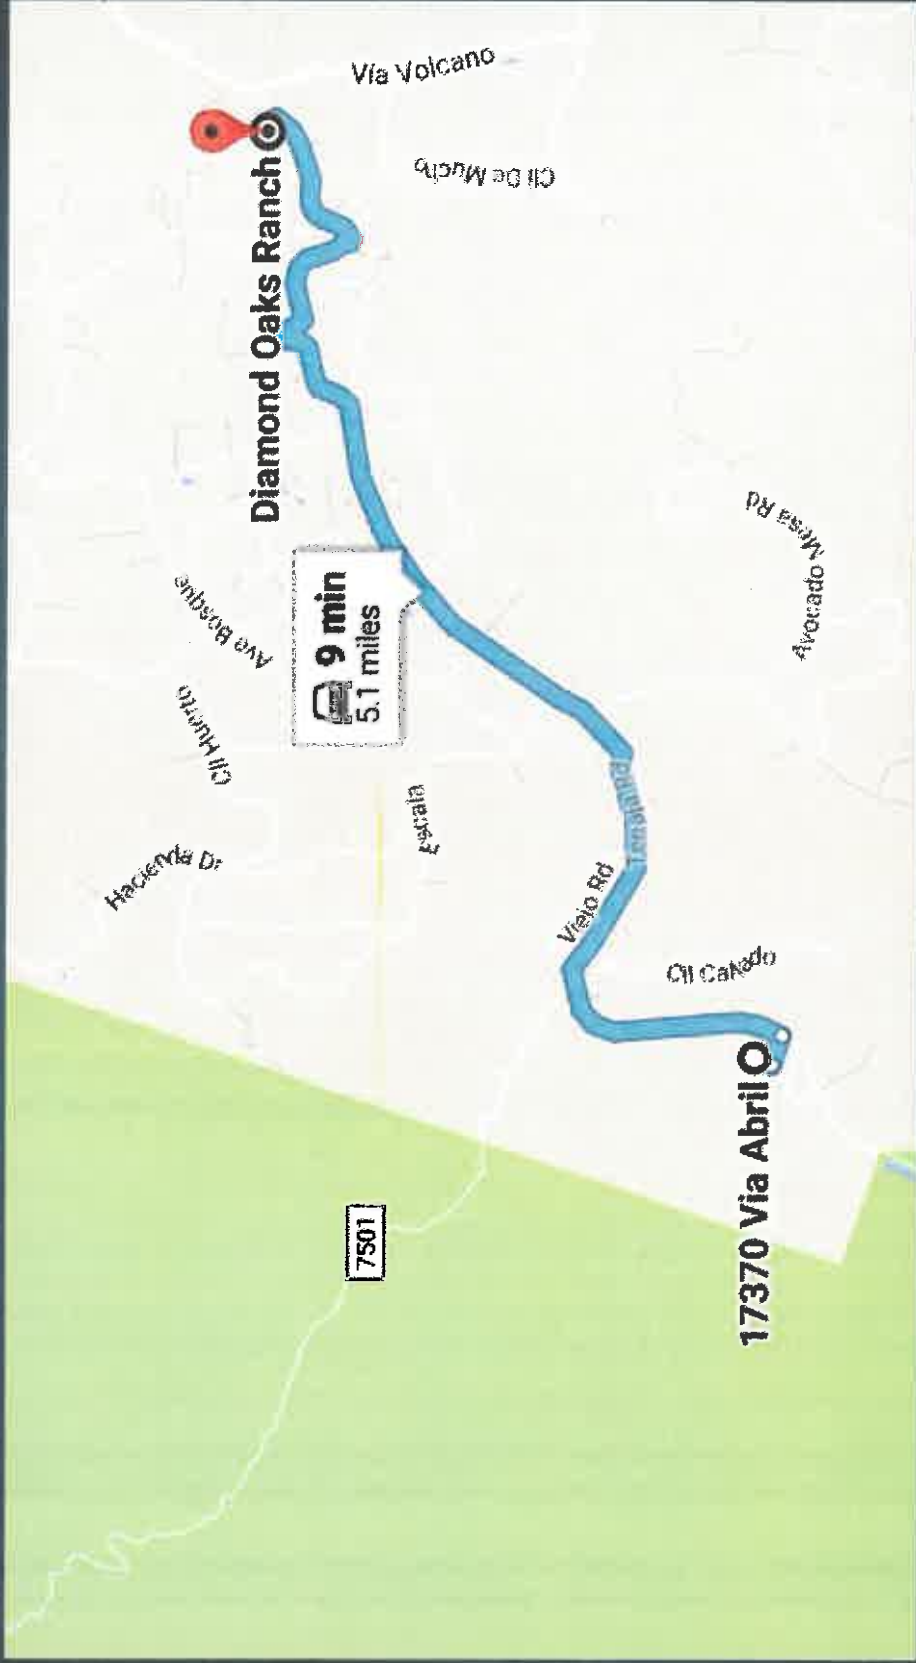 Vía Volcano
Cll De Mucho
Diamond Oaks Ranch
Avocado Mesa Rd
Ave Bosque
9 min
5.1 miles
Cll Huerto
Escala
Hacienda Dr
Tenaja Rd
Viejo Rd
Cll Cañado
17370 Via Abril
7501